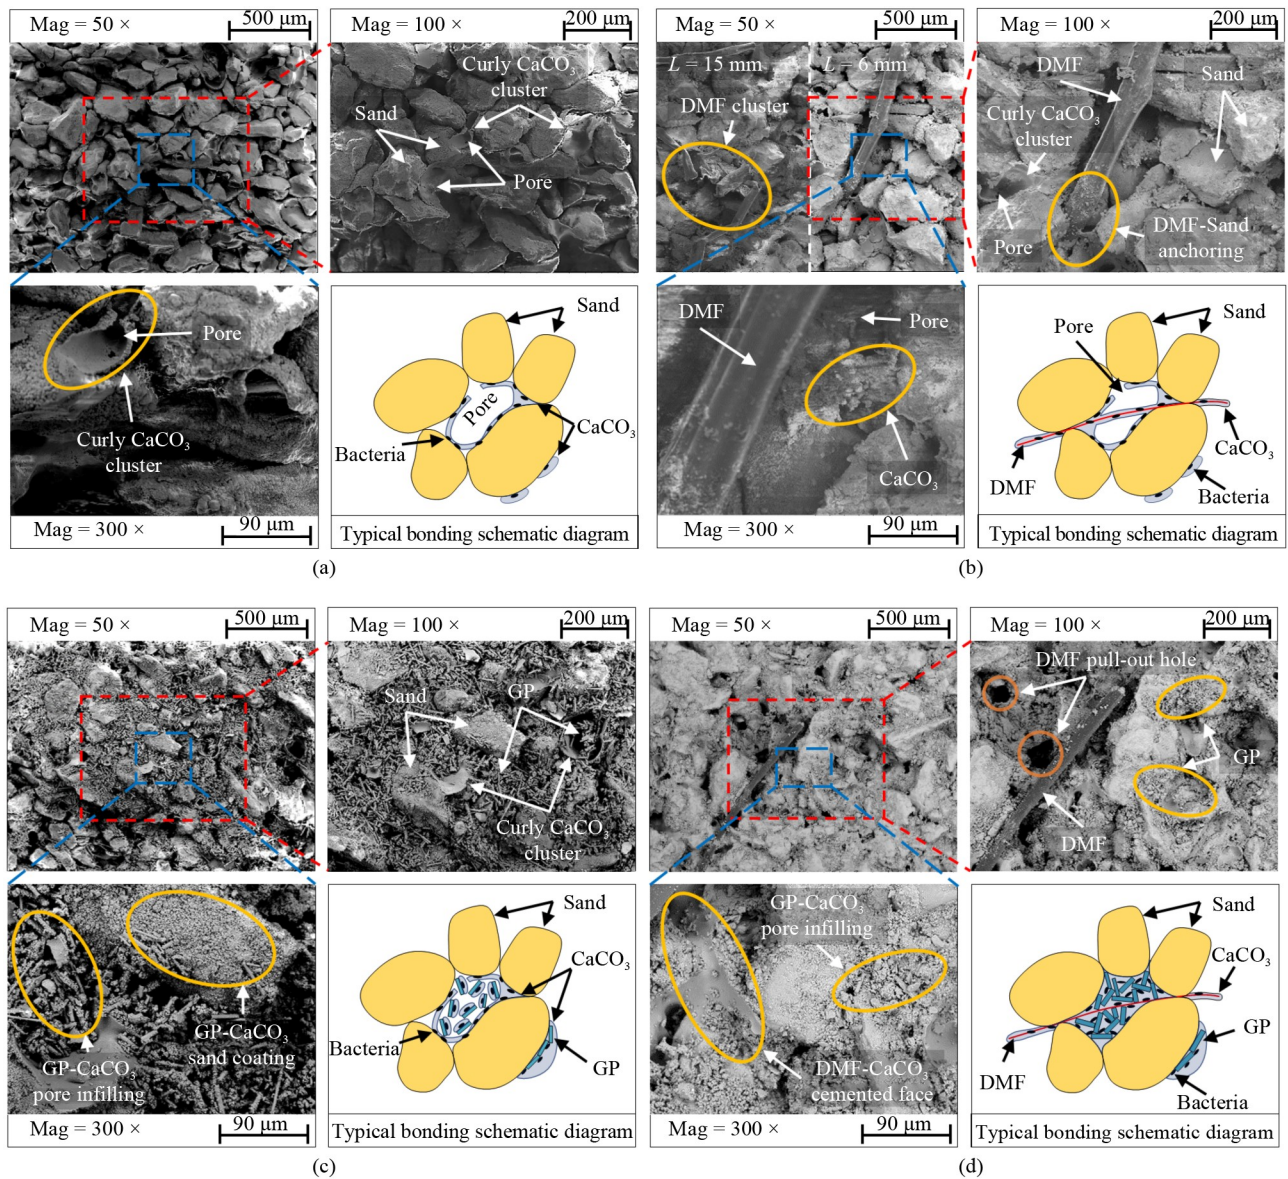 Mag = 50 ×
500 μm
Mag = 100 ×
200 μm
Curly CaCO₃
cluster
Sand
Pore
Pore
Curly CaCO₃
cluster
Mag = 300 ×
90 μm
Sand
Pore
CaCO₃
Bacteria
Typical bonding schematic diagram
(a)
Mag = 50 ×
500 μm
L = 15 mm
L = 6 mm
DMF cluster
Mag = 100 ×
200 μm
DMF
Sand
Curly CaCO₃
cluster
Pore
DMF-Sand
anchoring
DMF
Pore
CaCO₃
Mag = 300 ×
90 μm
Pore
Sand
CaCO₃
DMF
Bacteria
Typical bonding schematic diagram
(b)
Mag = 50 ×
500 μm
Mag = 100 ×
200 μm
Sand
GP
Curly CaCO₃
cluster
GP-CaCO₃
sand coating
GP-CaCO₃
pore infilling
Mag = 300 ×
90 μm
Sand
CaCO₃
Bacteria
GP
Typical bonding schematic diagram
(c)
Mag = 50 ×
500 μm
Mag = 100 ×
200 μm
DMF pull-out hole
GP
DMF
GP-CaCO₃
pore infilling
DMF-CaCO₃
cemented face
Mag = 300 ×
90 μm
Sand
CaCO₃
GP
DMF
Bacteria
Typical bonding schematic diagram
(d)